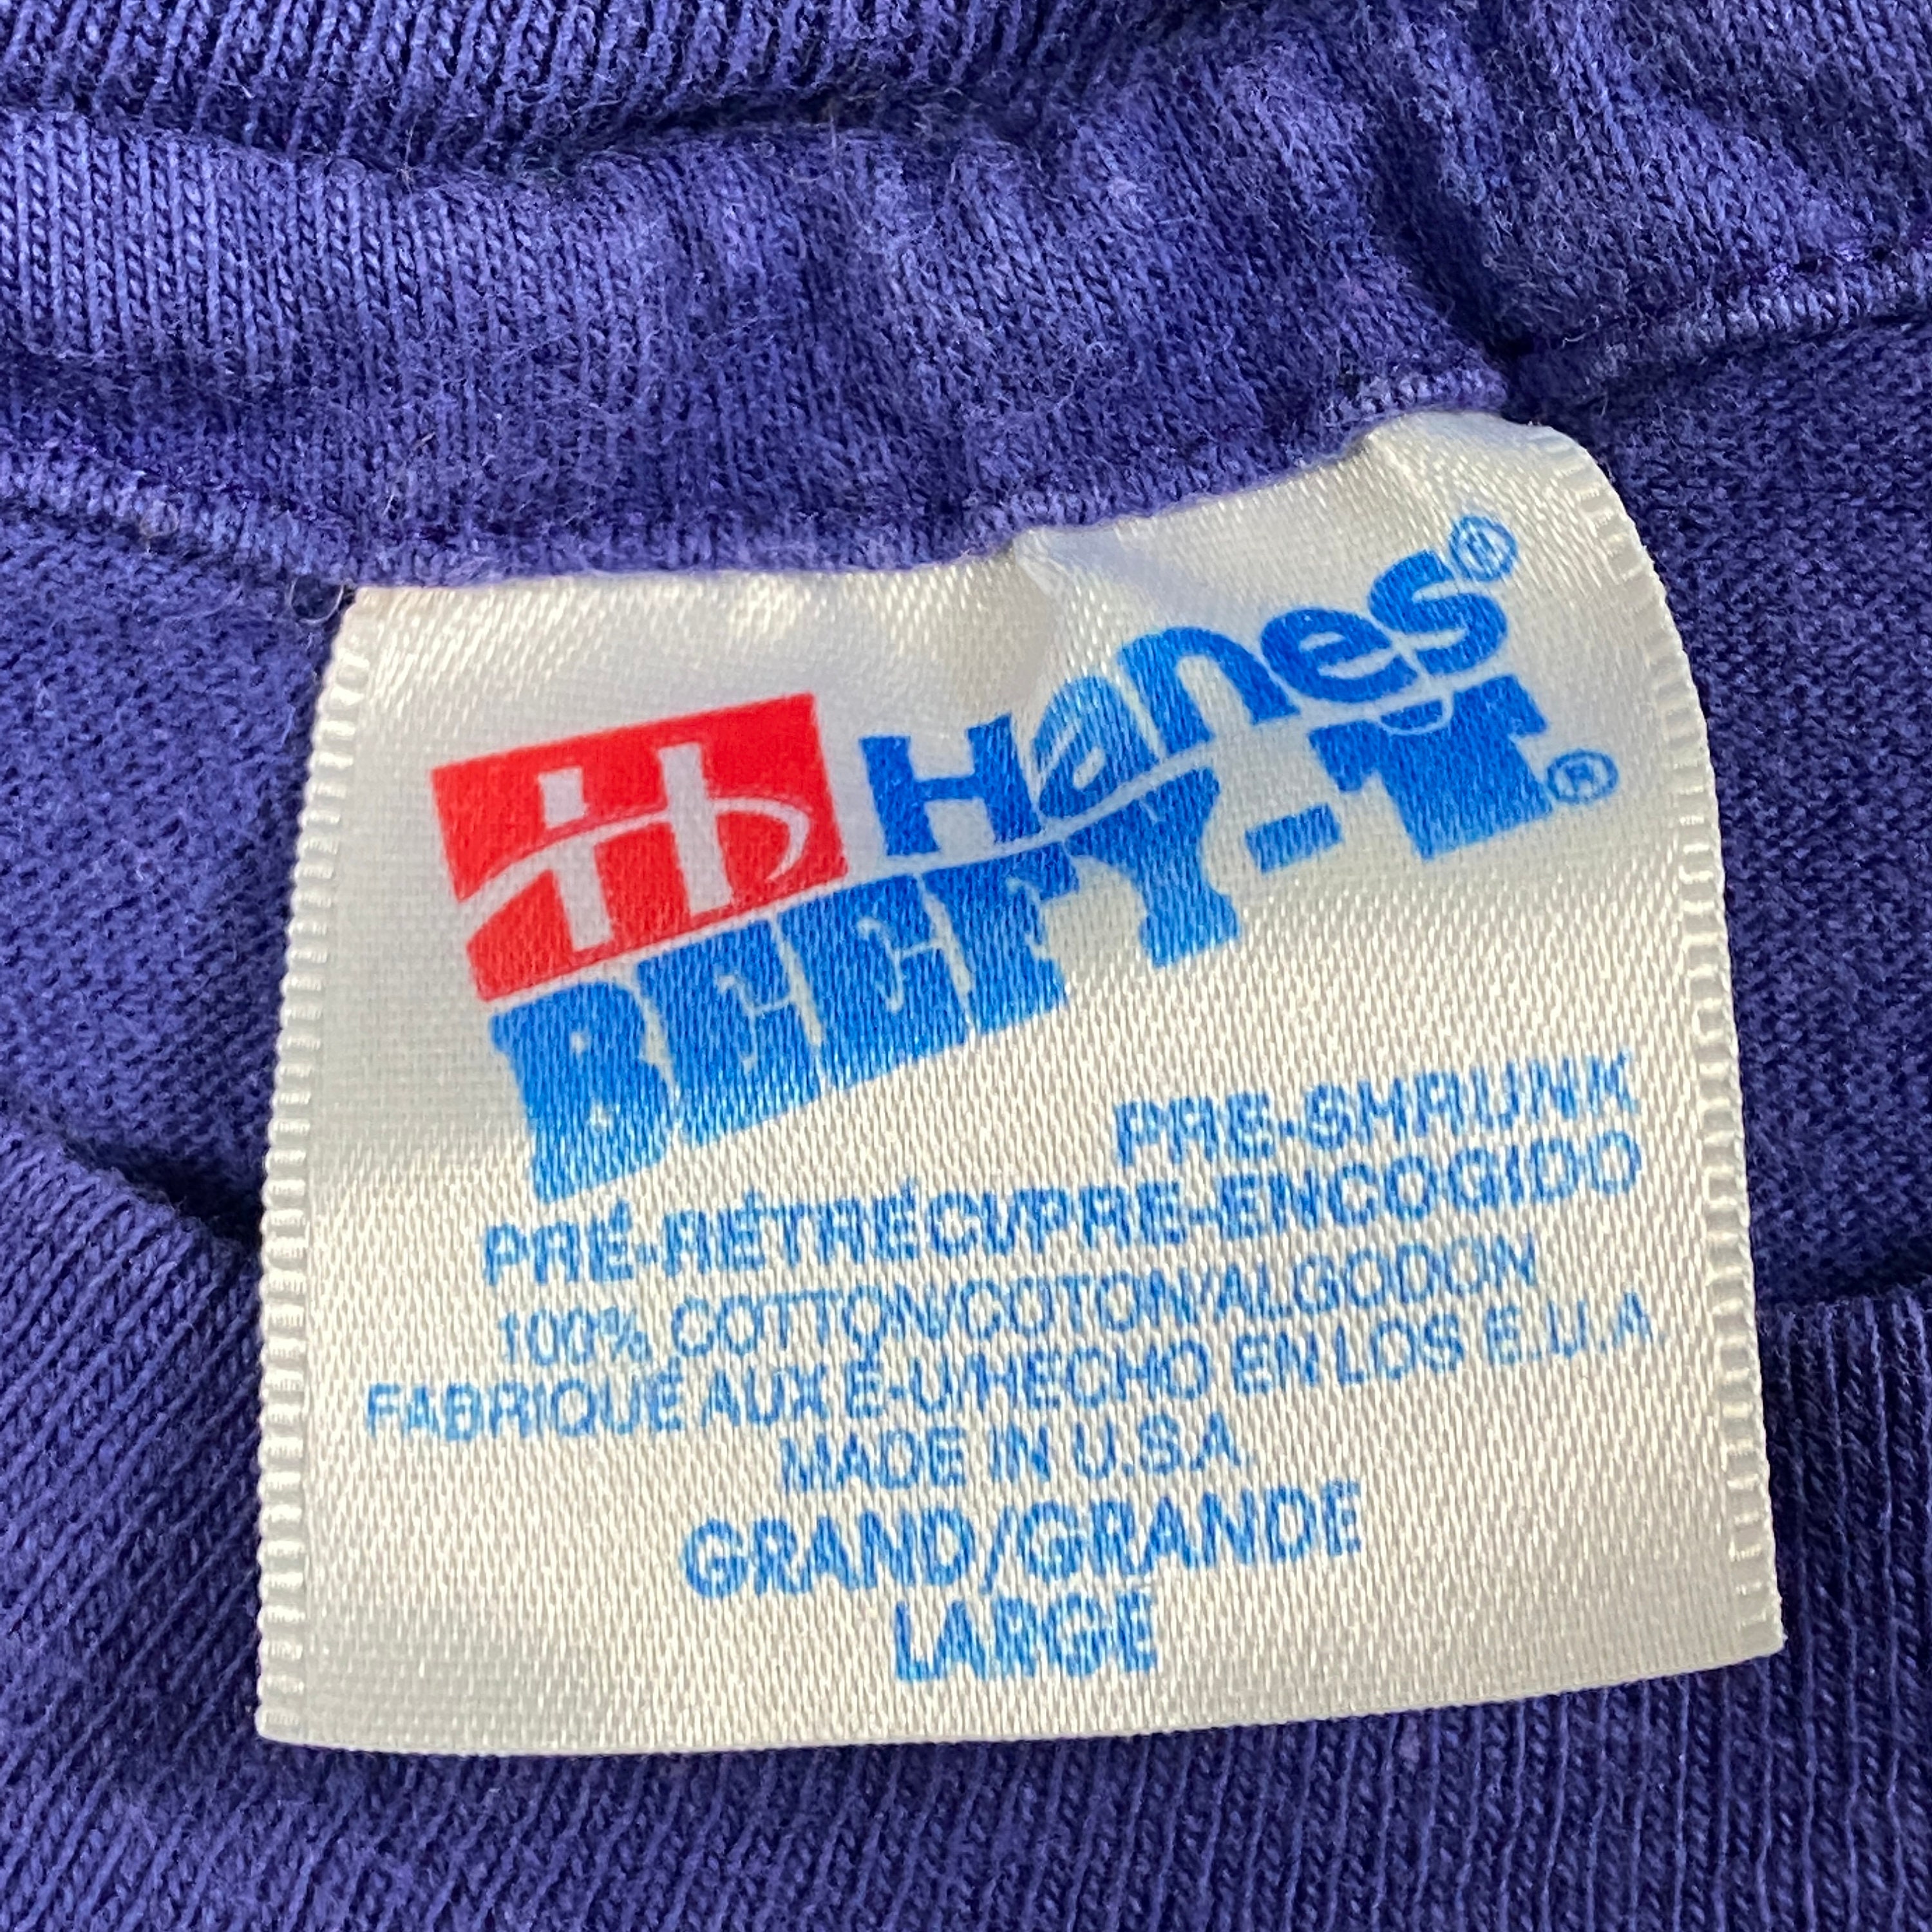 H Hanes®
BEEFY-T®
PRE-SHRUNK
PRÉ-RÉTRÉCI/PRE-ENCOGIDO
100% COTTON/COTON/ALGODON
FABRIQUÉ AUX É-U/HECHO EN LOS E.U.A
MADE IN U.S.A.
GRAND/GRANDE
LARGE